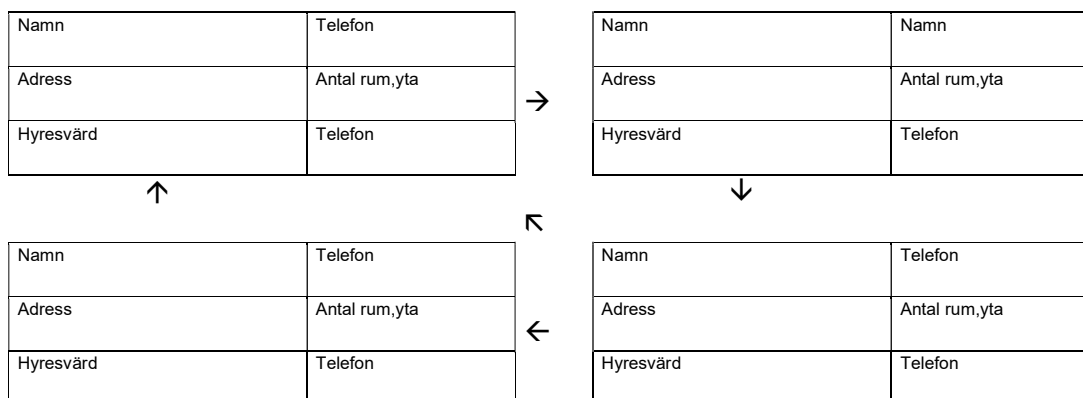 Namn Telefon Namn Namn
Adress Antal rum,yta Adress Antal rum,yta
→
Hyresvärd Telefon Hyresvärd Telefon
↑ ↓
↖
Namn Telefon Namn Telefon
Adress Antal rum,yta Adress Antal rum,yta
←
Hyresvärd Telefon Hyresvärd Telefon